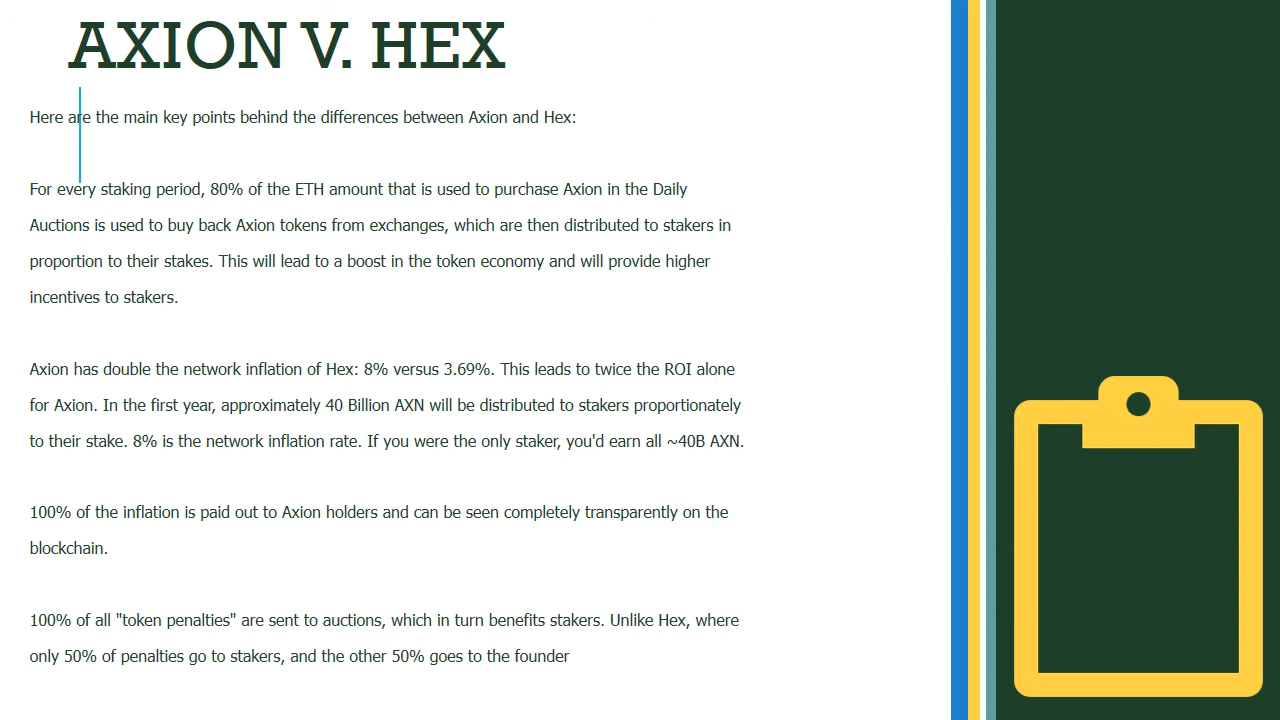 AXION V. HEX
Here are the main key points behind the differences between Axion and Hex:
For every staking period, 80% of the ETH amount that is used to purchase Axion in the Daily
Auctions is used to buy back Axion tokens from exchanges, which are then distributed to stakers in
proportion to their stakes. This will lead to a boost in the token economy and will provide higher
incentives to stakers.
Axion has double the network inflation of Hex: 8% versus 3.69%. This leads to twice the ROI alone
for Axion. In the first year, approximately 40 Billion AXN will be distributed to stakers proportionately
to their stake. 8% is the network inflation rate. If you were the only staker, you'd earn all ~40B AXN.
100% of the inflation is paid out to Axion holders and can be seen completely transparently on the
blockchain.
100% of all "token penalties" are sent to auctions, which in turn benefits stakers. Unlike Hex, where
only 50% of penalties go to stakers, and the other 50% goes to the founder